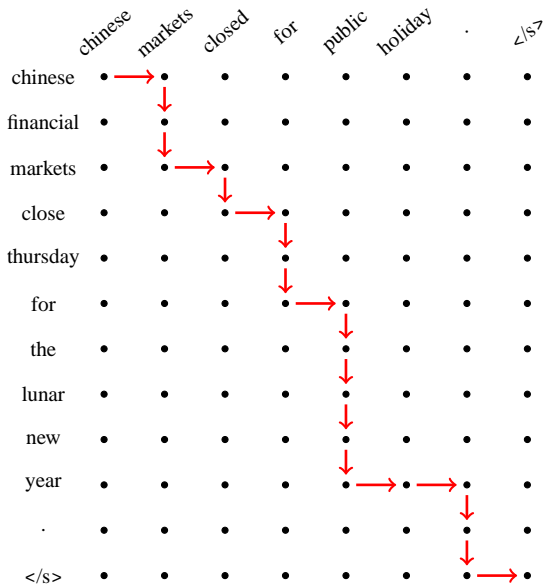 chinese markets closed for public holiday . </s>
chinese
financial
markets
close
thursday
for
the
lunar
new
year
.
</s>